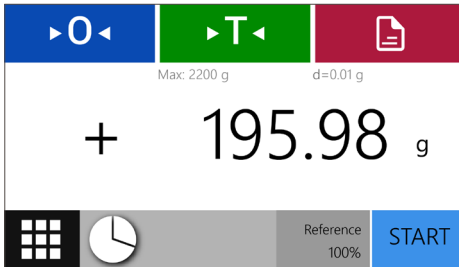 ▸0◂ ▸T◂
Max: 2200 g d=0.01 g
+ 195.98 g
Reference
100%
START